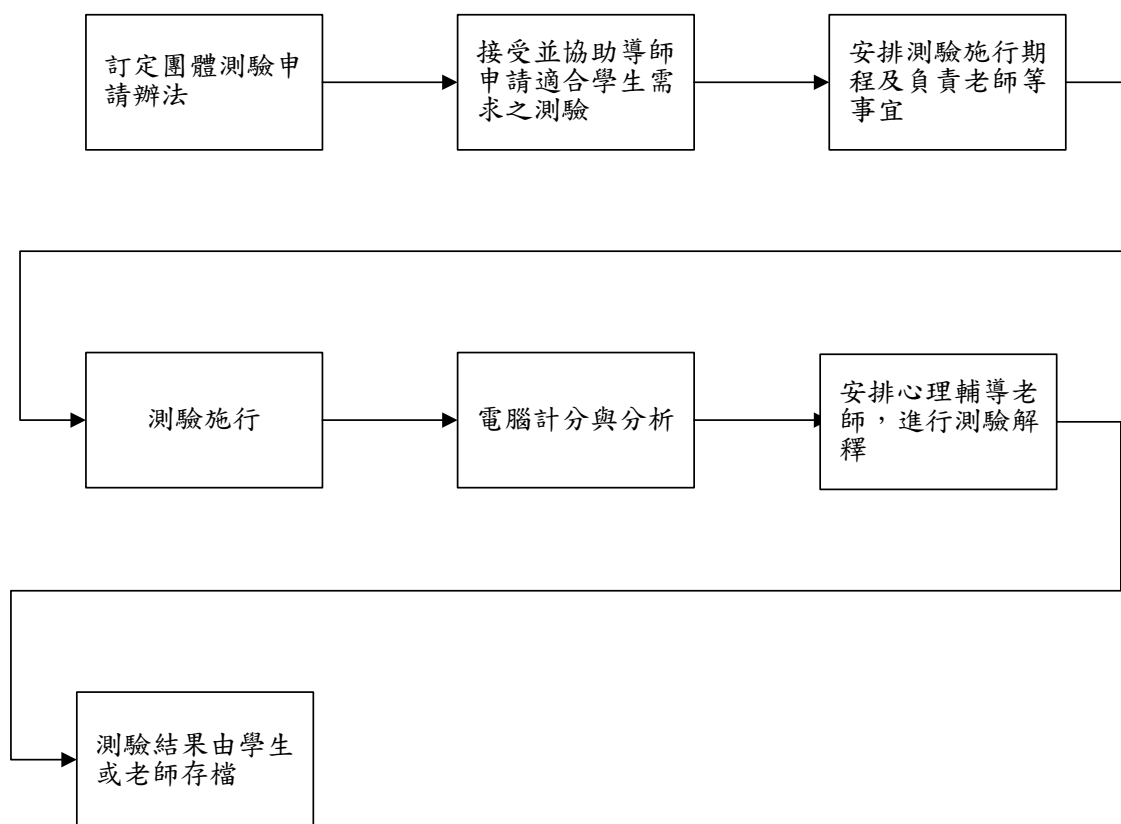 訂定團體測驗申
請辦法
接受並協助導師
申請適合學生需
求之測驗
安排測驗施行期
程及負責老師等
事宜
測驗施行
電腦計分與分析
安排心理輔導老
師，進行測驗解
釋
測驗結果由學生
或老師存檔